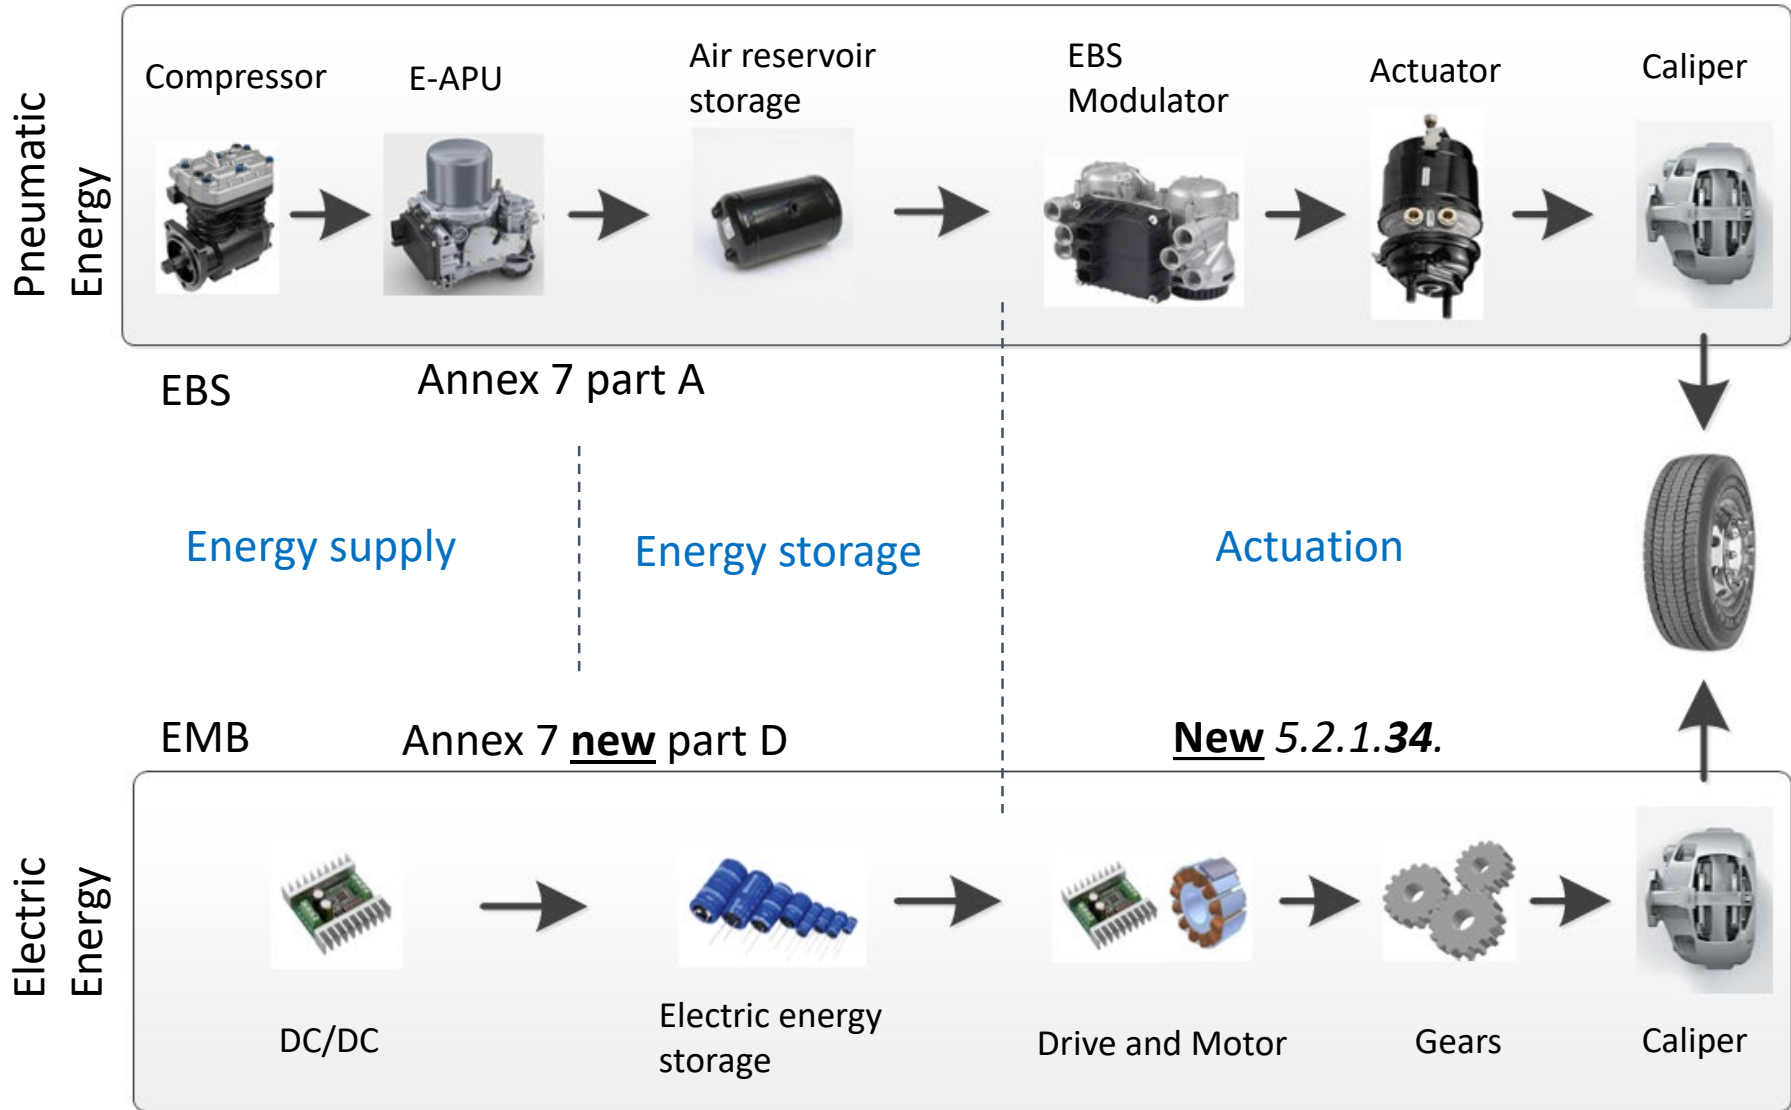 Pneumatic
Energy
Compressor
E-APU
Air reservoir
storage
EBS
Modulator
Actuator
Caliper
EBS
Annex 7 part A
Energy supply
Energy storage
Actuation
EMB
Annex 7 new part D
New 5.2.1.34.
Electric
Energy
DC/DC
Electric energy
storage
Drive and Motor
Gears
Caliper